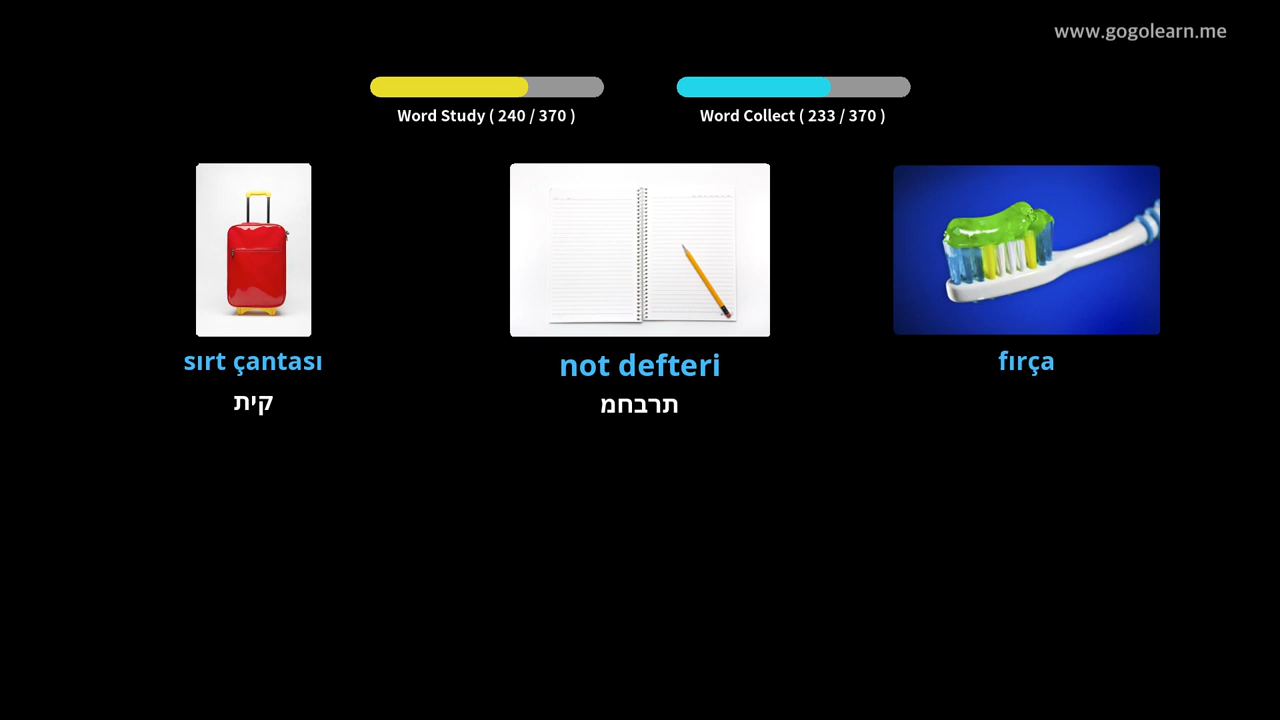 www.gogolearn.me
Word Study ( 240 / 370 )
Word Collect ( 233 / 370 )
sırt çantası
קית
not defteri
תרבחמ
fırça